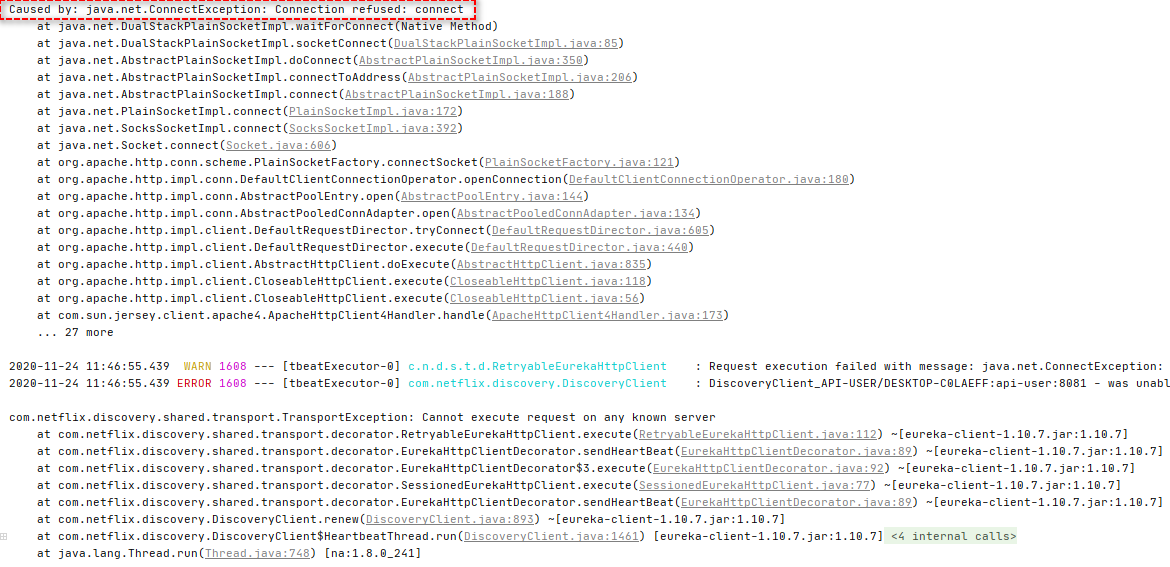 Caused by: java.net.ConnectException: Connection refused: connect
at java.net.DualStackPlainSocketImpl.waitForConnect(Native Method)
at java.net.DualStackPlainSocketImpl.socketConnect(DualStackPlainSocketImpl.java:85)
at java.net.AbstractPlainSocketImpl.doConnect(AbstractPlainSocketImpl.java:350)
at java.net.AbstractPlainSocketImpl.connectToAddress(AbstractPlainSocketImpl.java:206)
at java.net.AbstractPlainSocketImpl.connect(AbstractPlainSocketImpl.java:188)
at java.net.PlainSocketImpl.connect(PlainSocketImpl.java:172)
at java.net.SocksSocketImpl.connect(SocksSocketImpl.java:392)
at java.net.Socket.connect(Socket.java:606)
at org.apache.http.conn.scheme.PlainSocketFactory.connectSocket(PlainSocketFactory.java:121)
at org.apache.http.impl.conn.DefaultClientConnectionOperator.openConnection(DefaultClientConnectionOperator.java:180)
at org.apache.http.impl.conn.AbstractPoolEntry.open(AbstractPoolEntry.java:144)
at org.apache.http.impl.conn.AbstractPooledConnAdapter.open(AbstractPooledConnAdapter.java:134)
at org.apache.http.impl.client.DefaultRequestDirector.tryConnect(DefaultRequestDirector.java:605)
at org.apache.http.impl.client.DefaultRequestDirector.execute(DefaultRequestDirector.java:440)
at org.apache.http.impl.client.AbstractHttpClient.doExecute(AbstractHttpClient.java:835)
at org.apache.http.impl.client.CloseableHttpClient.execute(CloseableHttpClient.java:118)
at org.apache.http.impl.client.CloseableHttpClient.execute(CloseableHttpClient.java:56)
at com.sun.jersey.client.apache4.ApacheHttpClient4Handler.handle(ApacheHttpClient4Handler.java:173)
... 27 more
2020-11-24 11:46:55.439  WARN 1608 --- [tbeatExecutor-0] c.n.d.s.t.d.RetryableEurekaHttpClient    : Request execution failed with message: java.net.ConnectException:
2020-11-24 11:46:55.439 ERROR 1608 --- [tbeatExecutor-0] com.netflix.discovery.DiscoveryClient    : DiscoveryClient_API-USER/DESKTOP-C0LAEFF:api-user:8081 - was unabl
com.netflix.discovery.shared.transport.TransportException: Cannot execute request on any known server
at com.netflix.discovery.shared.transport.decorator.RetryableEurekaHttpClient.execute(RetryableEurekaHttpClient.java:112) ~[eureka-client-1.10.7.jar:1.10.7]
at com.netflix.discovery.shared.transport.decorator.EurekaHttpClientDecorator.sendHeartBeat(EurekaHttpClientDecorator.java:89) ~[eureka-client-1.10.7.jar:1.10.7]
at com.netflix.discovery.shared.transport.decorator.EurekaHttpClientDecorator$3.execute(EurekaHttpClientDecorator.java:92) ~[eureka-client-1.10.7.jar:1.10.7]
at com.netflix.discovery.shared.transport.decorator.SessionedEurekaHttpClient.execute(SessionedEurekaHttpClient.java:77) ~[eureka-client-1.10.7.jar:1.10.7]
at com.netflix.discovery.shared.transport.decorator.EurekaHttpClientDecorator.sendHeartBeat(EurekaHttpClientDecorator.java:89) ~[eureka-client-1.10.7.jar:1.10.7]
at com.netflix.discovery.DiscoveryClient.renew(DiscoveryClient.java:893) ~[eureka-client-1.10.7.jar:1.10.7]
at com.netflix.discovery.DiscoveryClient$HeartbeatThread.run(DiscoveryClient.java:1461) [eureka-client-1.10.7.jar:1.10.7] <4 internal calls>
at java.lang.Thread.run(Thread.java:748) [na:1.8.0_241]